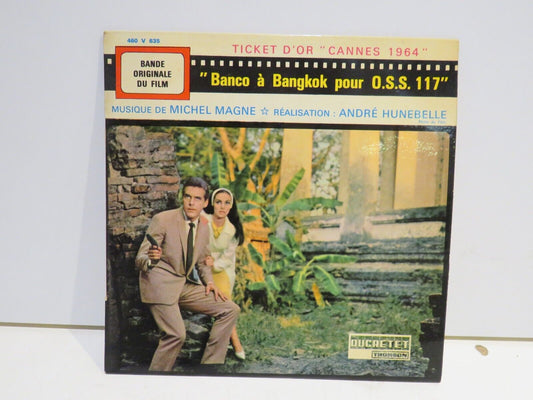 460 V 635
TICKET D'OR "CANNES 1964"
BANDE
ORIGINALE
DU FILM
"Banco à Bangkok pour O.S.S. 117"
MUSIQUE DE MICHEL MAGNE ☆ RÉALISATION : ANDRÉ HUNEBELLE
DUCRETET
THOMSON